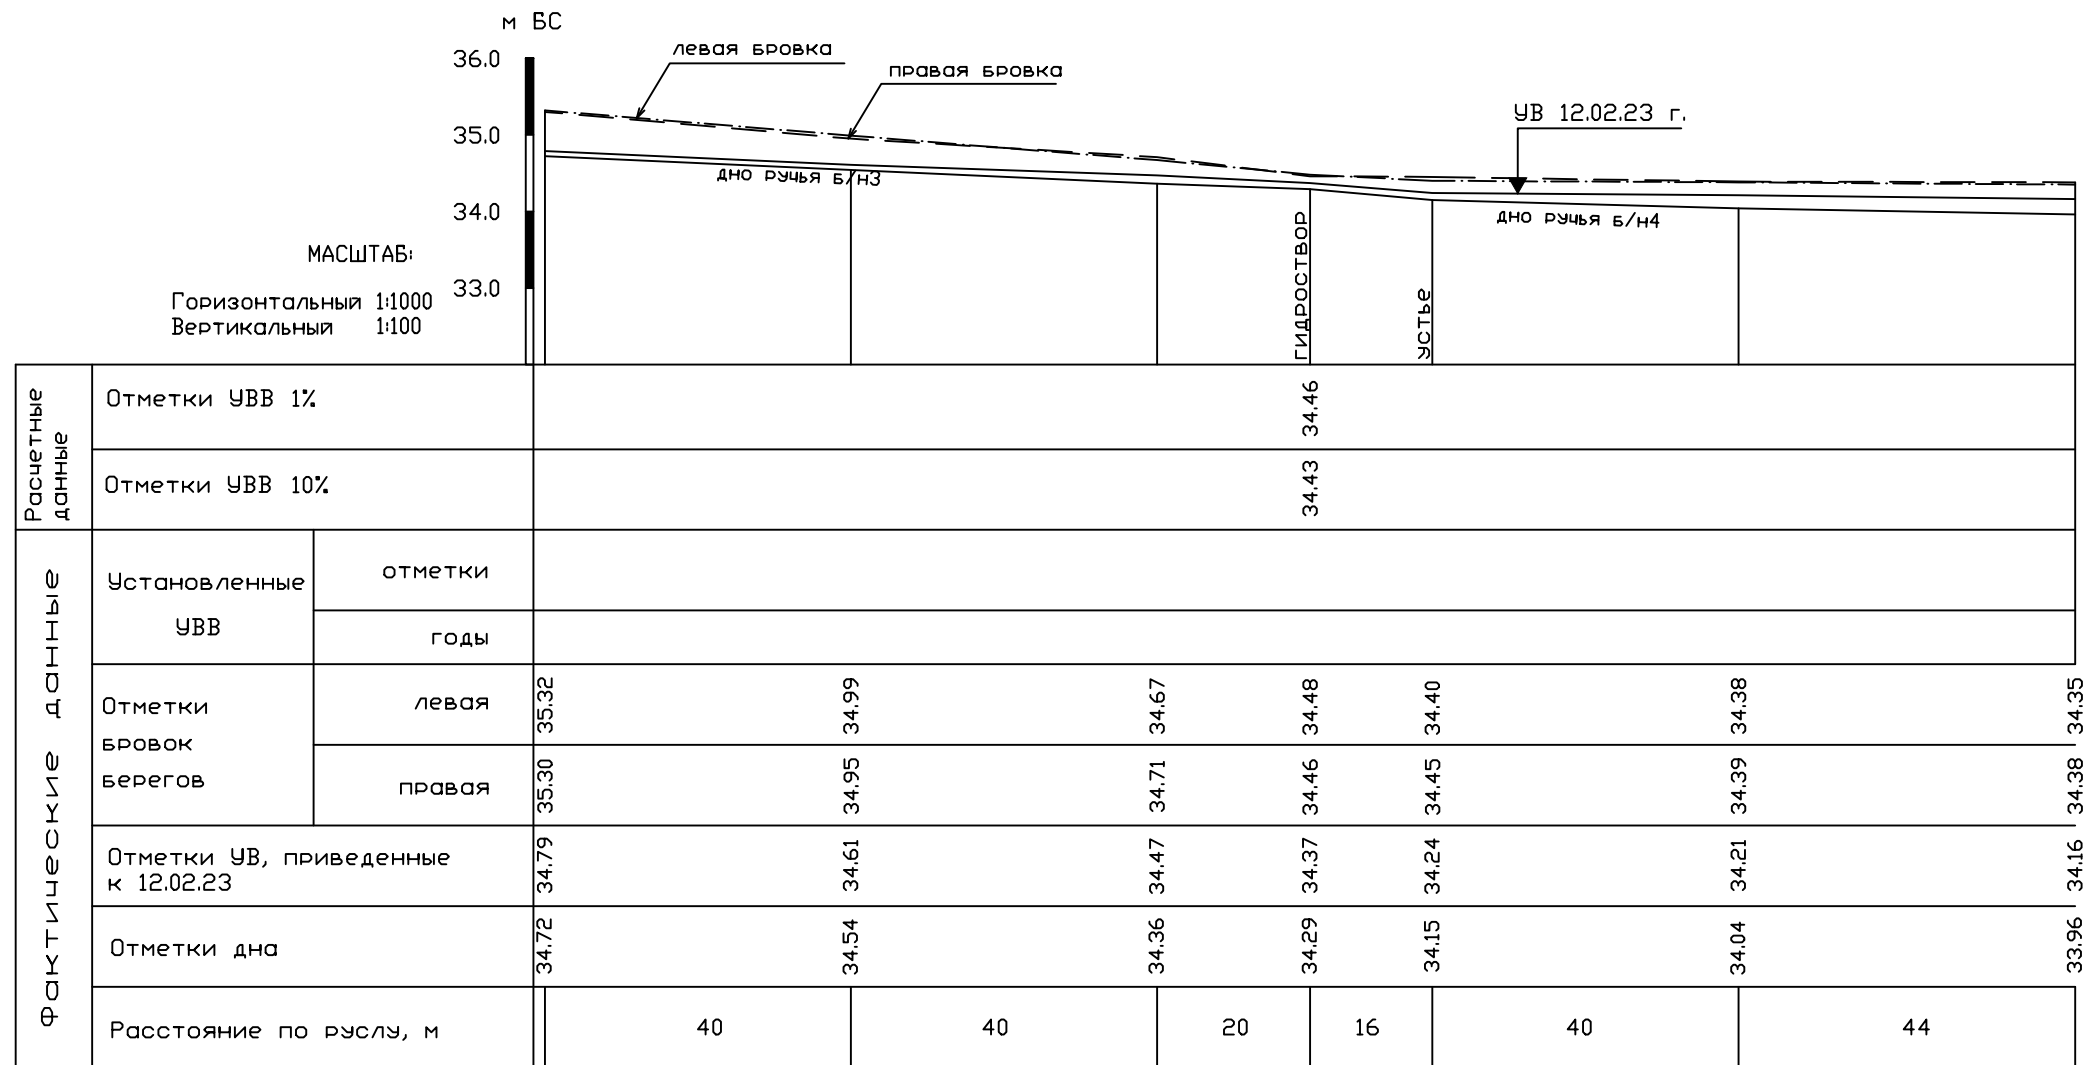 м БС
36.0
35.0
34.0
33.0
левая бровка
правая бровка
УВ 12.02.23 г.
дно ручья б/н3
дно ручья б/н4
гидроствор
устье
МАСШТАБ:
Горизонтальный 1:1000
Вертикальный 1:100
Расчетные
данные
Отметки УВВ 1%
34.46
Отметки УВВ 10%
34.43
Фактические данные
Установленные
УВВ
отметки
годы
Отметки
бровок
берегов
левая
35.32 34.99 34.67 34.48 34.40 34.38 34.35
правая
35.30 34.95 34.71 34.46 34.45 34.39 34.38
Отметки УВ, приведенные
к 12.02.23
34.79 34.61 34.47 34.37 34.24 34.21 34.16
Отметки дна
34.72 34.54 34.36 34.29 34.15 34.04 33.96
Расстояние по руслу, м
40 40 20 16 40 44